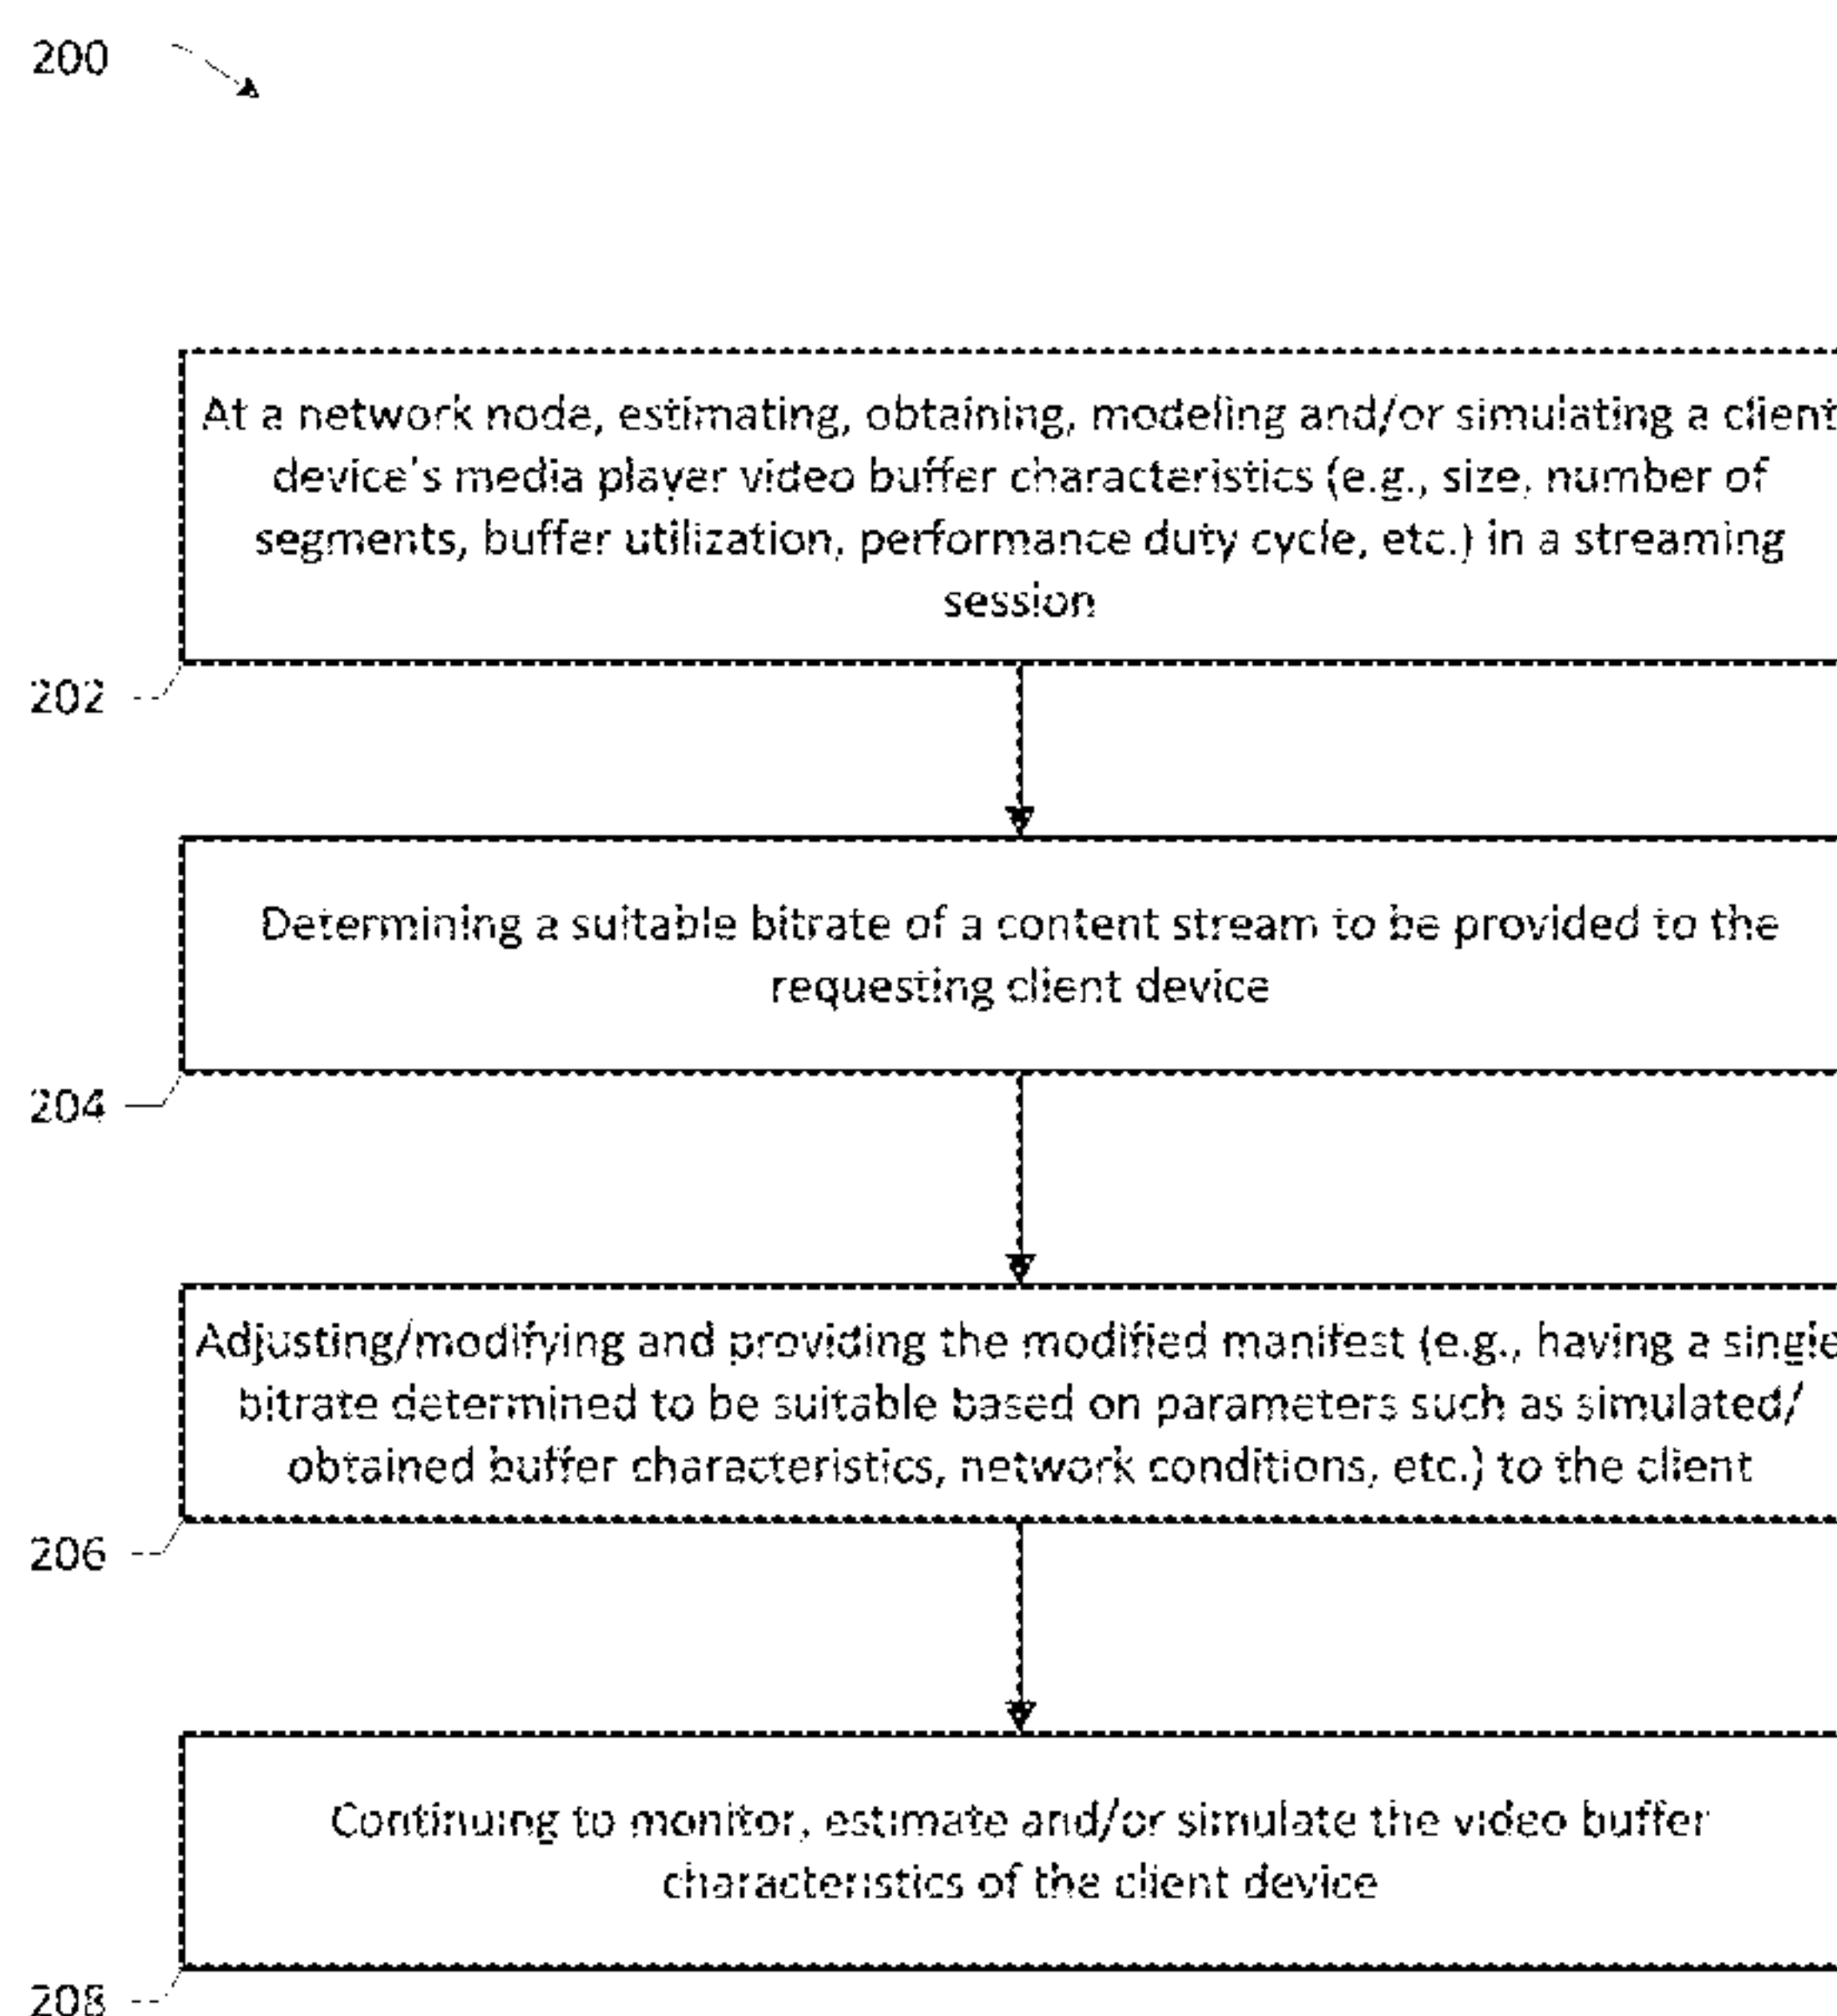 200
At a network node, estimating, obtaining, modeling and/or simulating a client
device's media player video buffer characteristics (e.g., size, number of
segments, buffer utilization, performance duty cycle, etc.) in a streaming
session
202
Determining a suitable bitrate of a content stream to be provided to the
requesting client device
204
Adjusting/modifying and providing the modified manifest (e.g., having a single
bitrate determined to be suitable based on parameters such as simulated/
obtained buffer characteristics, network conditions, etc.) to the client
206
Continuing to monitor, estimate and/or simulate the video buffer
characteristics of the client device
208